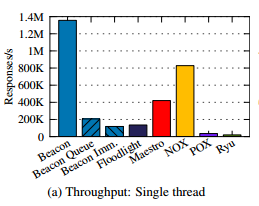 1.4M
1.2M
1M
800K
600K
400K
200K
0
Responses/s
Beacon
Beacon Queue
Beacon Imm.
Floodlight
Maestro
NOX
POX
Ryu
(a) Throughput: Single thread